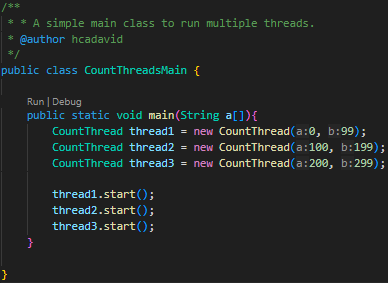 /**
 * * A simple main class to run multiple threads.
 * @author hcadavid
 */
public class CountThreadsMain {
Run | Debug
    public static void main(String a[]){
        CountThread thread1 = new CountThread(a:0, b:99);
        CountThread thread2 = new CountThread(a:100, b:199);
        CountThread thread3 = new CountThread(a:200, b:299);
        thread1.start();
        thread2.start();
        thread3.start();
    }
}